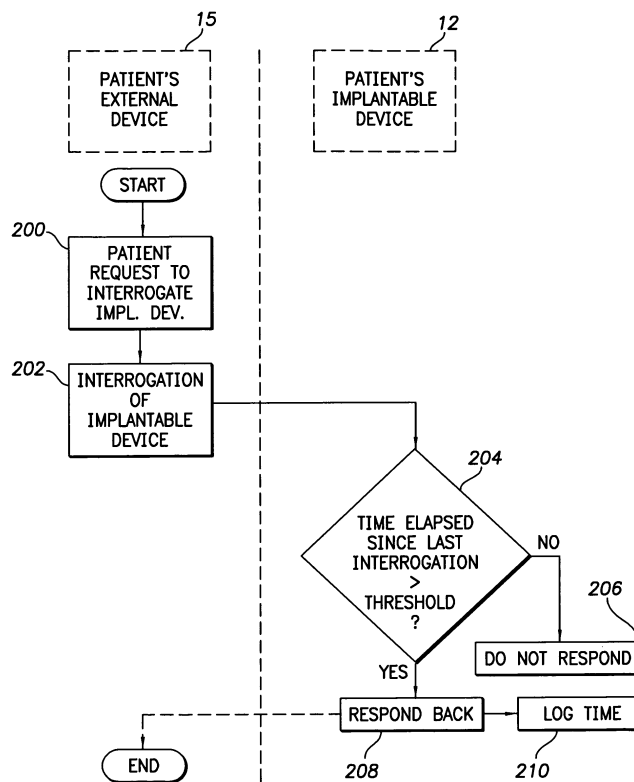 15
12
PATIENT'S
EXTERNAL
DEVICE
PATIENT'S
IMPLANTABLE
DEVICE
START
200
PATIENT
REQUEST TO
INTERROGATE
IMPL. DEV.
202
INTERROGATION
OF
IMPLANTABLE
DEVICE
204
TIME ELAPSED
SINCE LAST
INTERROGATION
>
THRESHOLD
?
NO
206
DO NOT RESPOND
YES
RESPOND BACK
LOG TIME
208
210
END